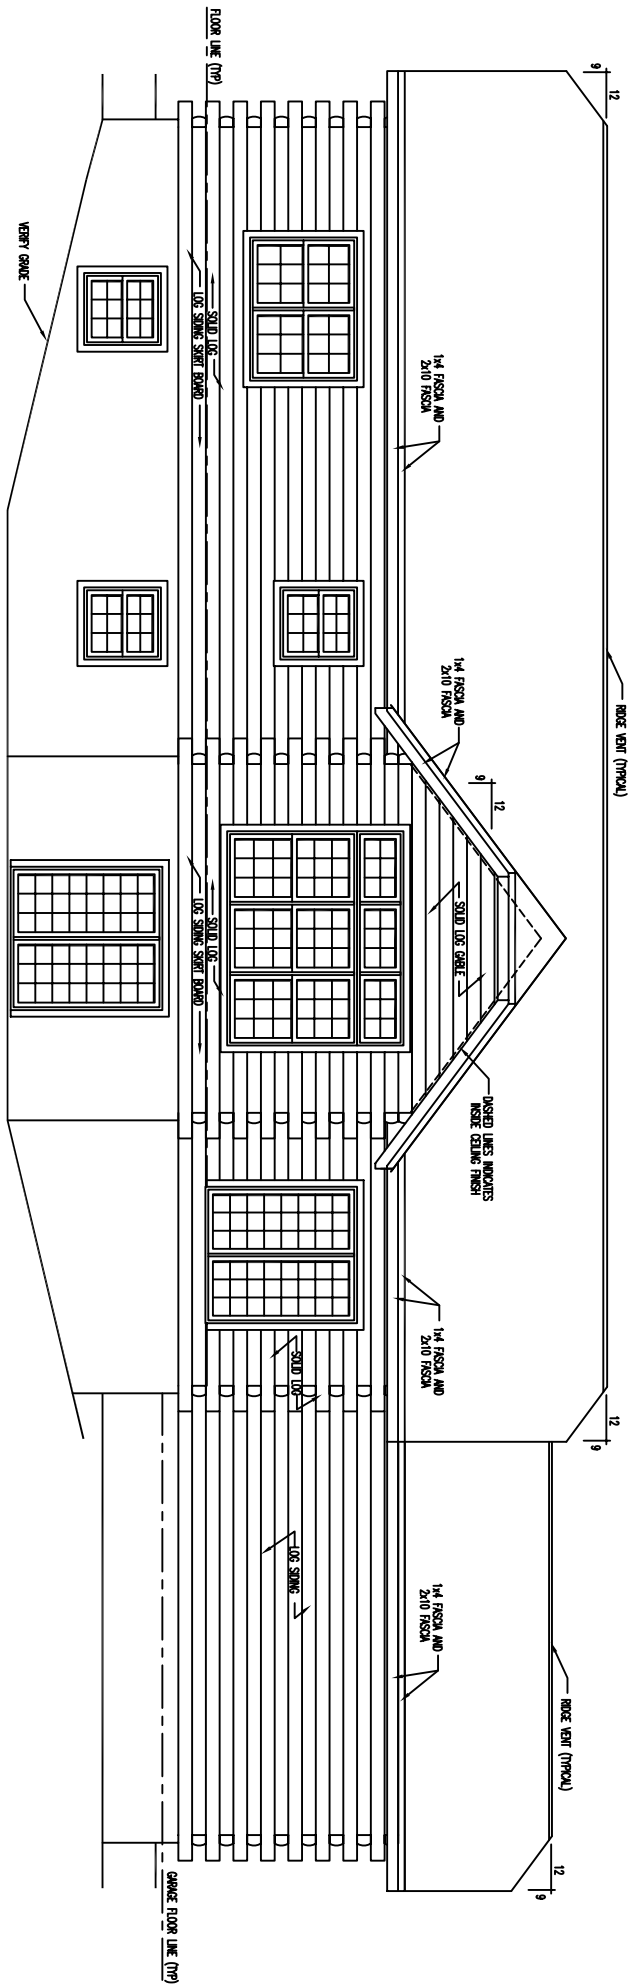 RIDGE VENT (TYPICAL)
12
9
12
9
RIDGE VENT (TYPICAL)
12
9
12
9
1x4 FASCIA AND
2x10 FASCIA
1x4 FASCIA AND
2x10 FASCIA
SOLID LOG GABLE
DASHED LINES INDICATES
INSIDE CEILING FINISH
1x4 FASCIA AND
2x10 FASCIA
1x4 FASCIA AND
2x10 FASCIA
SOLID LOG
LOG SIDING
FLOOR LINE (TYP)
SOLID LOG
LOG SIDING SKIRT BOARD
SOLID LOG
LOG SIDING SKIRT BOARD
GARAGE FLOOR LINE (TYP)
VERIFY GRADE